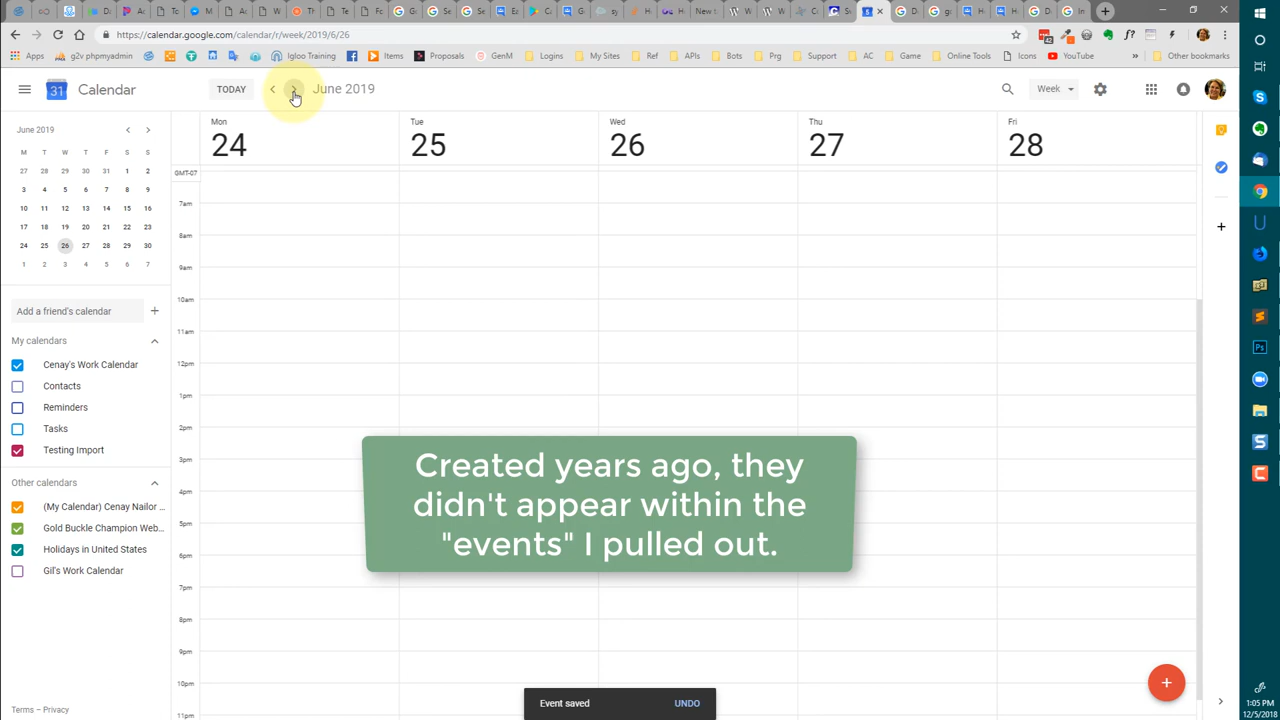 https://calendar.google.com/calendar/r/week/2019/6/26
Apps
g2v phpmyadmin
Igloo Training
Items
Proposals
GenM
My Sites
Ref
APIs
Bots
Prg
Support
AC
Game
Online Tools
Icons
YouTube
»
Other bookmarks
31
Calendar
TODAY
June 2019
Week
June 2019
M T W T F S S
27 28 29 30 31 1 2
3 4 5 6 7 8 9
10 11 12 13 14 15 16
17 18 19 20 21 22 23
24 25 26 27 28 29 30
1 2 3 4 5 6 7
Add a friend's calendar
My calendars
Cenay's Work Calendar
Contacts
Reminders
Tasks
Testing Import
Other calendars
(My Calendar) Cenay Nailor ...
Gold Buckle Champion Web...
Holidays in United States
Gil's Work Calendar
Terms – Privacy
Mon
24
Tue
25
Wed
26
Thu
27
Fri
28
GMT-07
7am
8am
9am
10am
11am
12pm
1pm
2pm
3pm
4pm
5pm
6pm
7pm
8pm
9pm
10pm
11pm
Created years ago, they
didn't appear within the
"events" I pulled out.
Event saved
UNDO
1:05 PM
12/5/2018